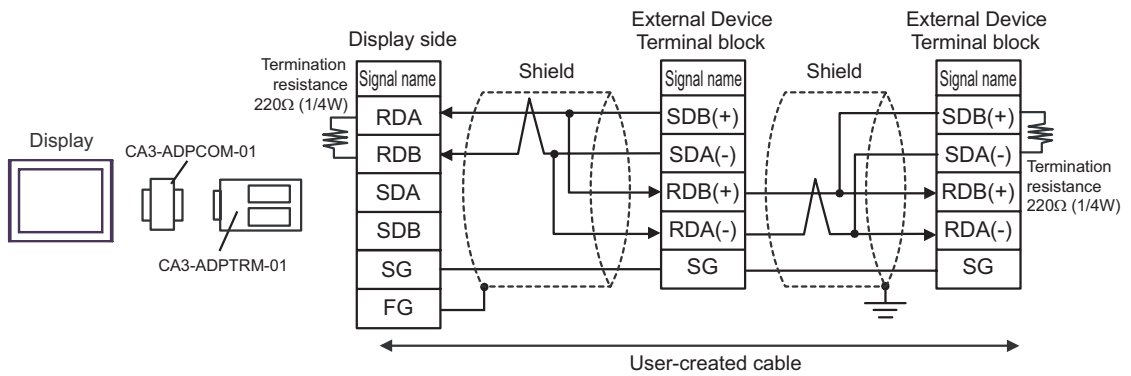 Display
CA3-ADPCOM-01
CA3-ADPTRM-01
Display side
Termination
resistance
220Ω (1/4W)
Signal name
RDA
RDB
SDA
SDB
SG
FG
Shield
External Device
Terminal block
Signal name
SDB(+)
SDA(-)
RDB(+)
RDA(-)
SG
Shield
External Device
Terminal block
Signal name
SDB(+)
SDA(-)
RDB(+)
RDA(-)
SG
Termination
resistance
220Ω (1/4W)
User-created cable